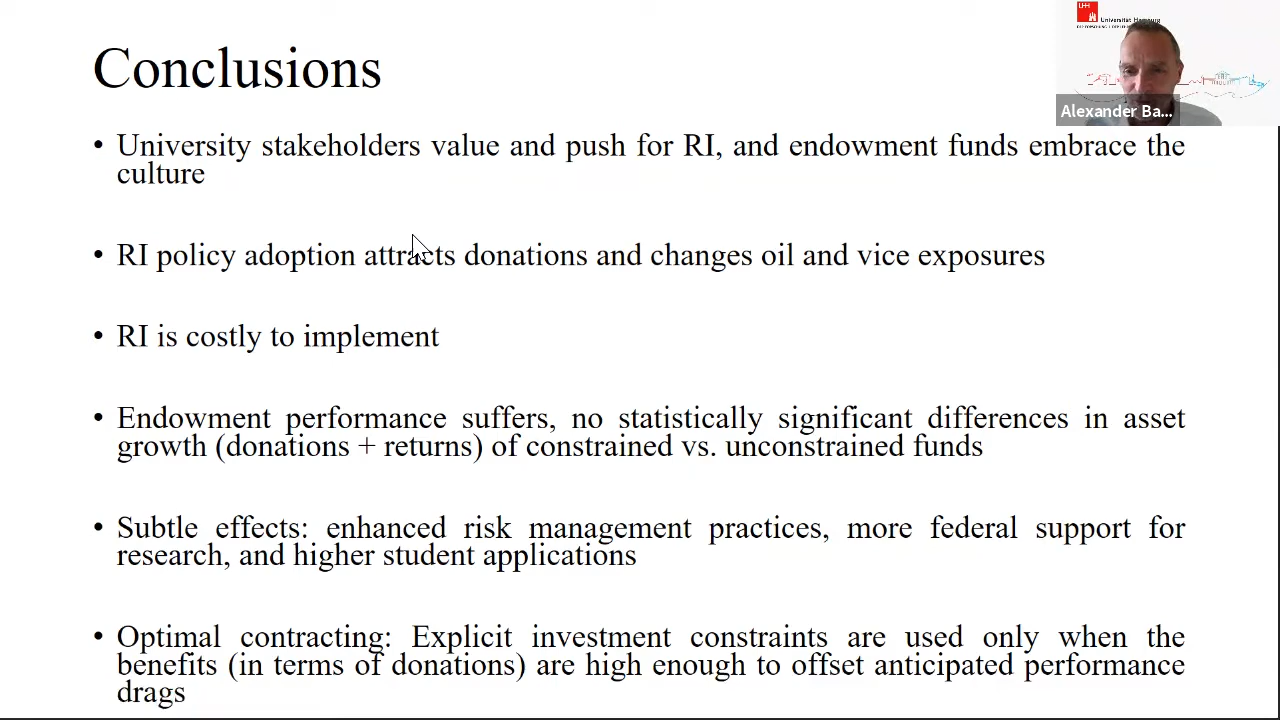 UHH
Universität Hamburg
Alexander Ba...
Conclusions
• University stakeholders value and push for RI, and endowment funds embrace the
culture
• RI policy adoption attracts donations and changes oil and vice exposures
• RI is costly to implement
• Endowment performance suffers, no statistically significant differences in asset
growth (donations + returns) of constrained vs. unconstrained funds
• Subtle effects: enhanced risk management practices, more federal support for
research, and higher student applications
• Optimal contracting: Explicit investment constraints are used only when the
benefits (in terms of donations) are high enough to offset anticipated performance
drags